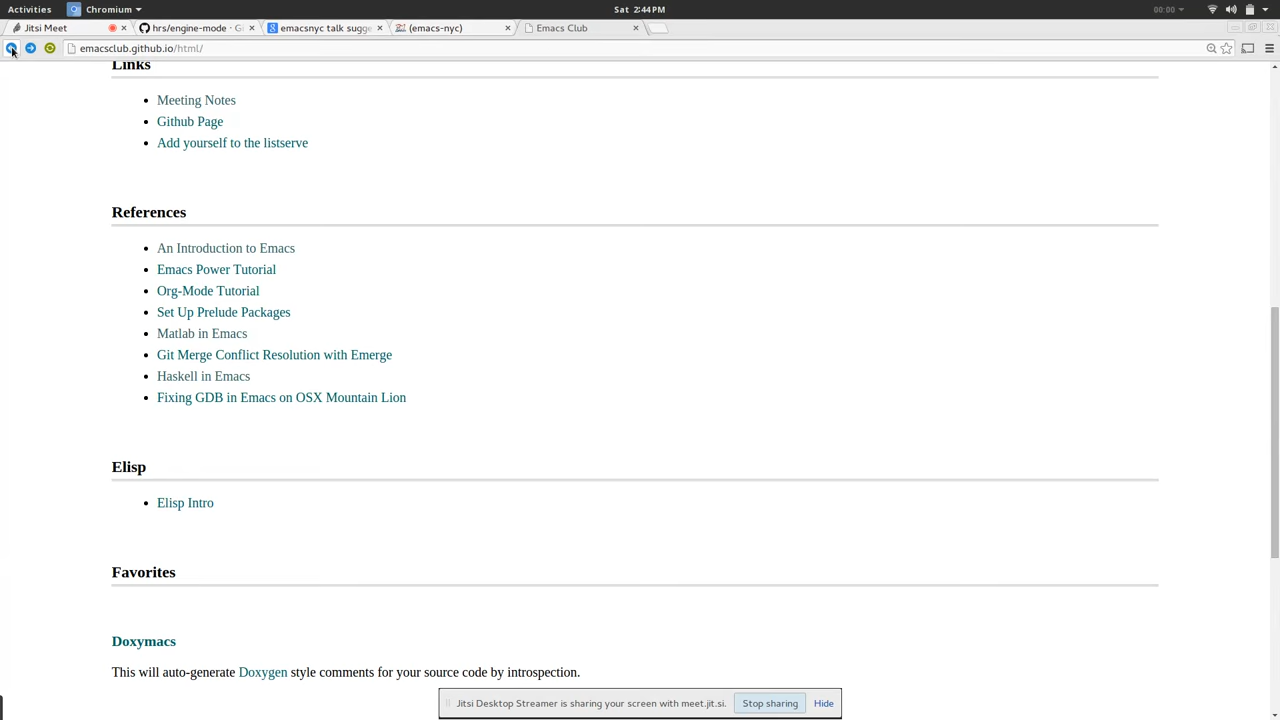 Activities Chromium Sat 2:44PM 00:00
Jitsi Meet hrs/engine-mode · Gi emacsnyc talk sugge (emacs-nyc) Emacs Club
emacsclub.github.io/html/
Links
Meeting Notes
Github Page
Add yourself to the listserve
References
An Introduction to Emacs
Emacs Power Tutorial
Org-Mode Tutorial
Set Up Prelude Packages
Matlab in Emacs
Git Merge Conflict Resolution with Emerge
Haskell in Emacs
Fixing GDB in Emacs on OSX Mountain Lion
Elisp
Elisp Intro
Favorites
Doxymacs
This will auto-generate Doxygen style comments for your source code by introspection.
Jitsi Desktop Streamer is sharing your screen with meet.jit.si. Stop sharing Hide